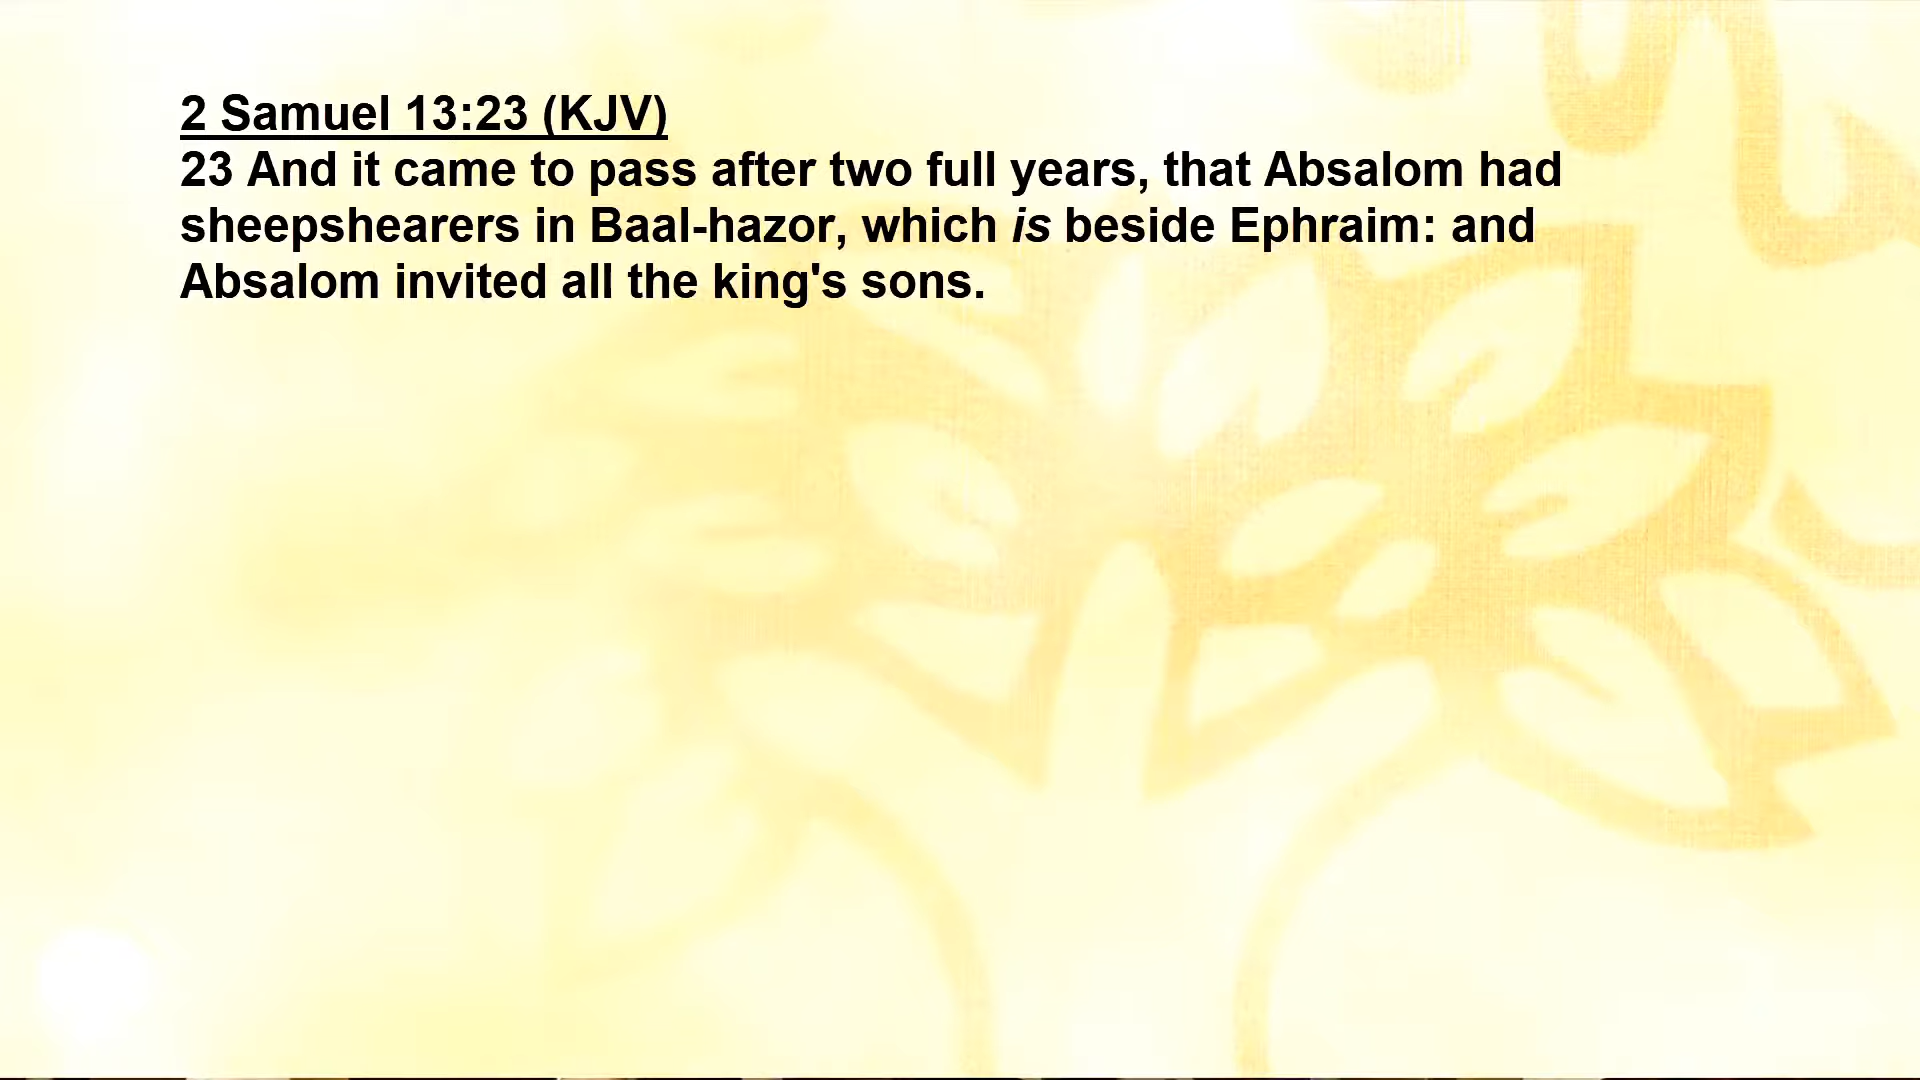 2 Samuel 13:23 (KJV)
23 And it came to pass after two full years, that Absalom had
sheepshearers in Baal-hazor, which is beside Ephraim: and
Absalom invited all the king's sons.